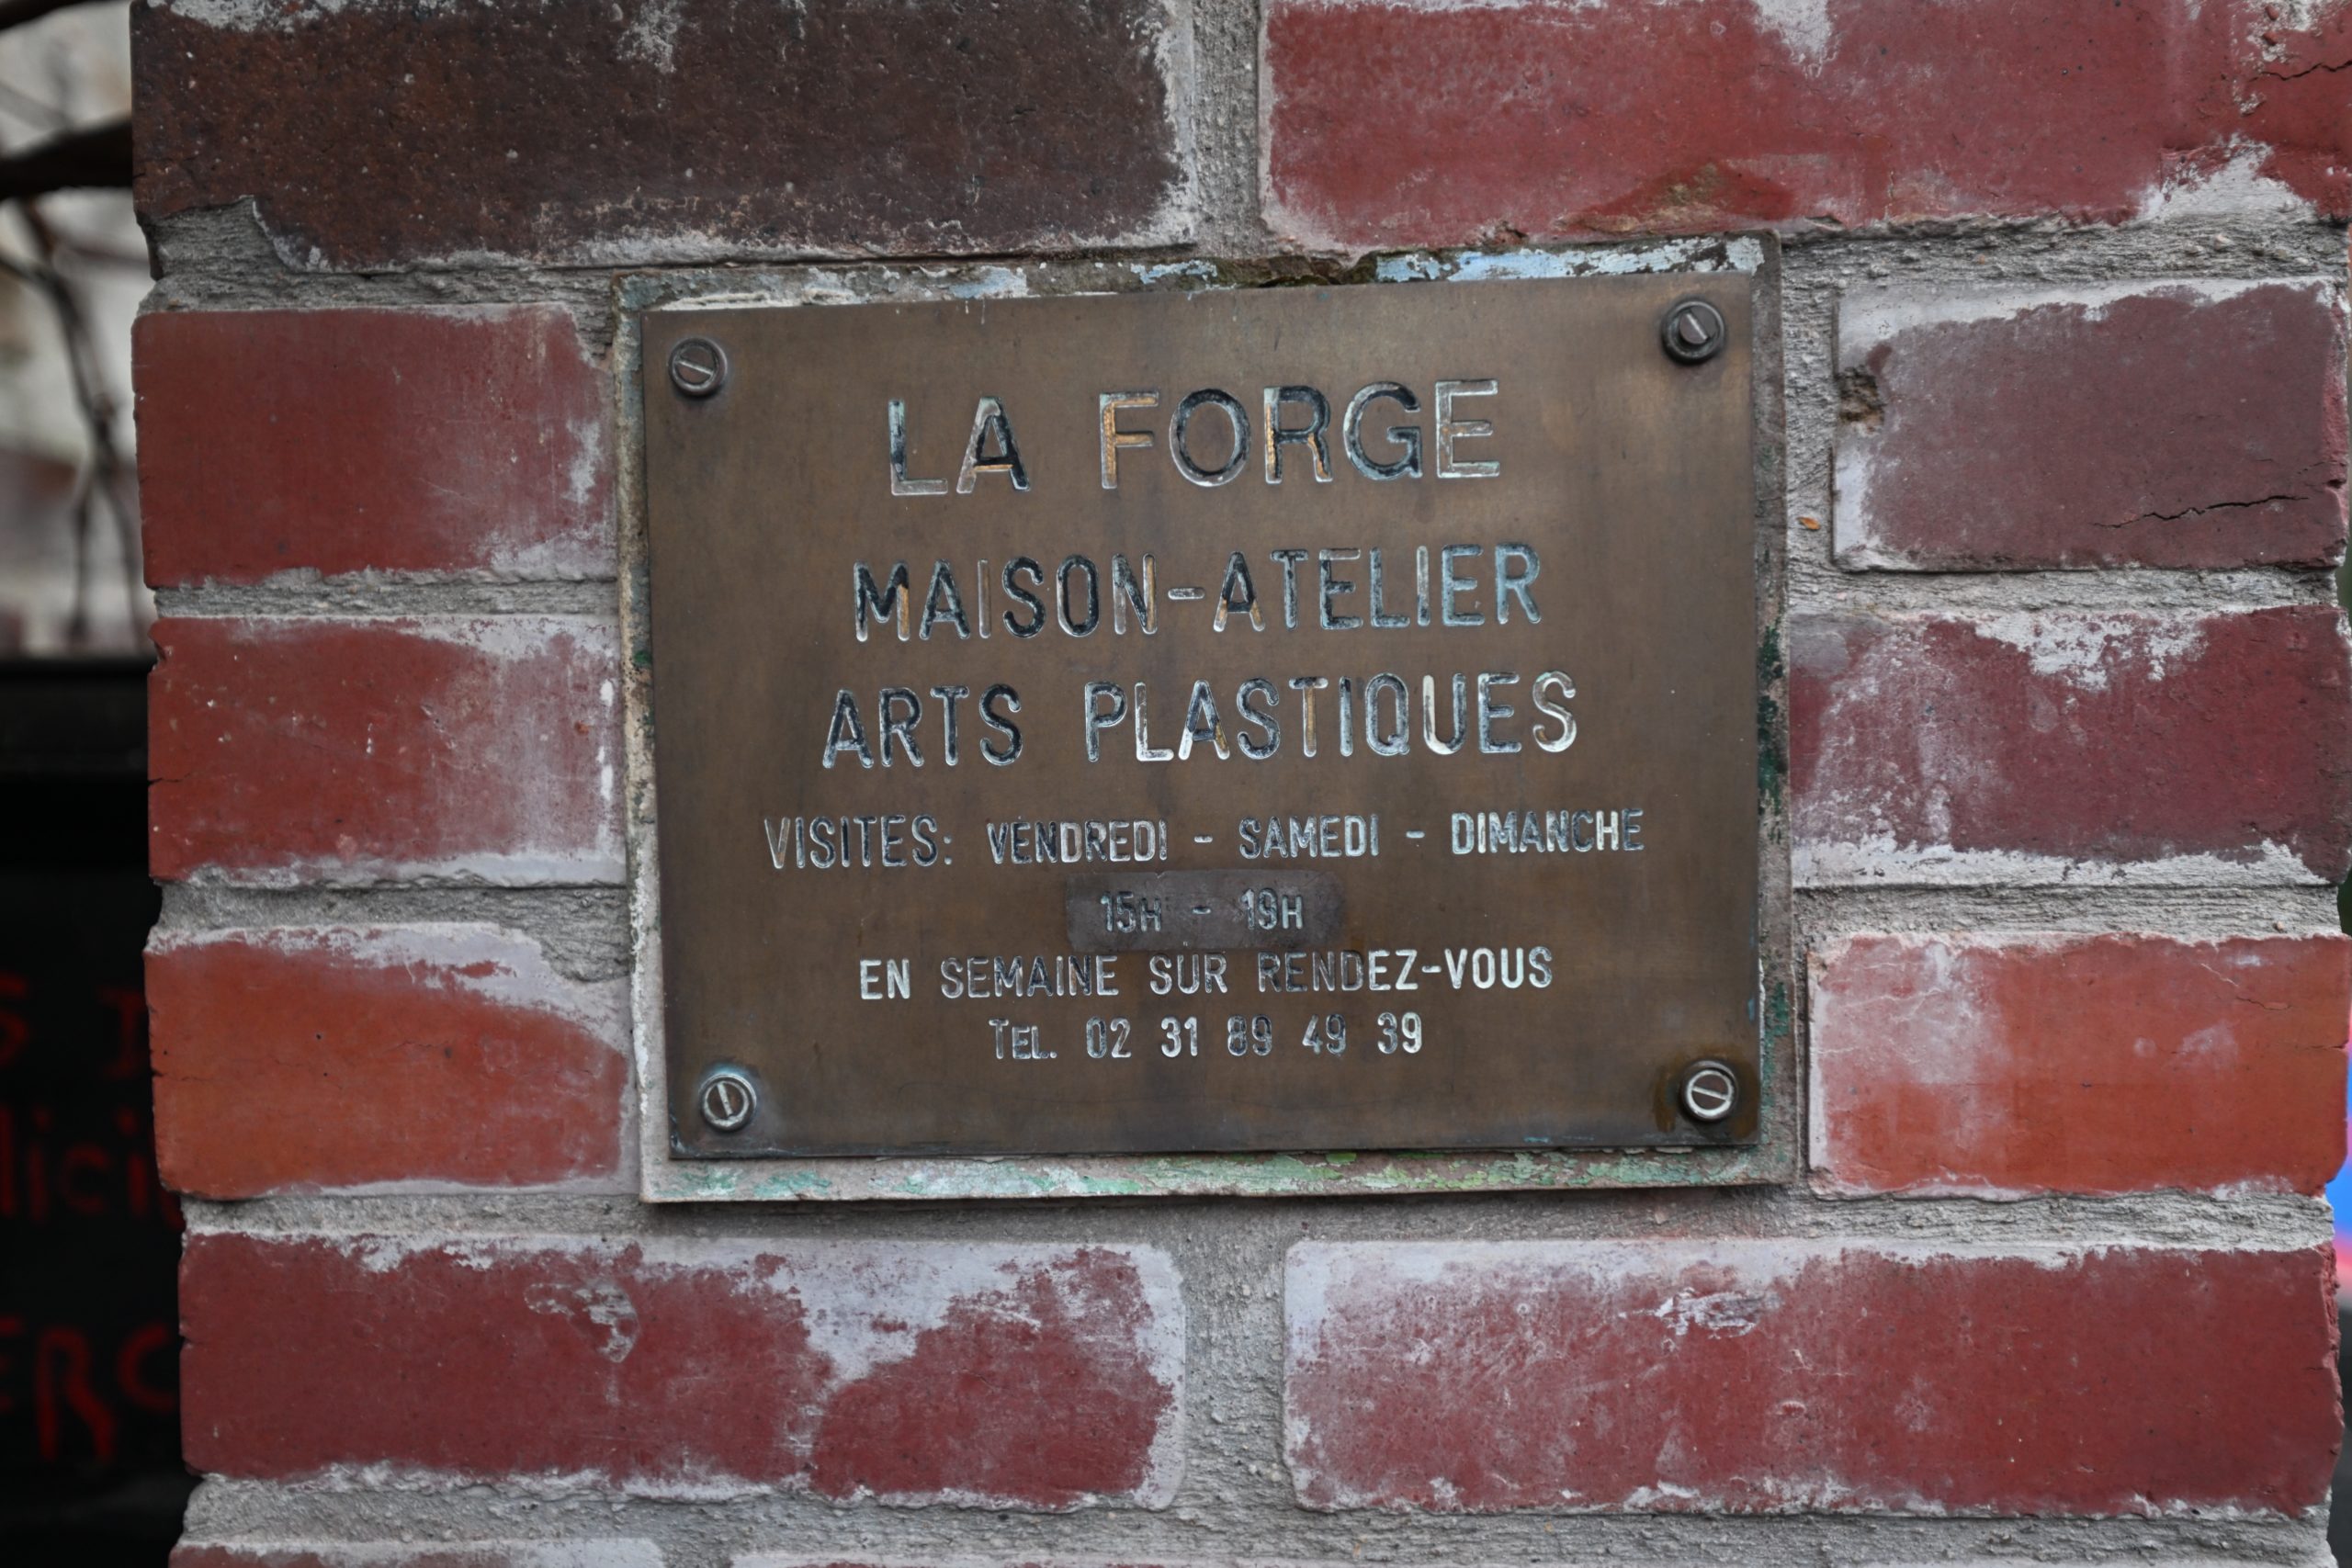 LA FORGE
MAISON-ATELIER
ARTS PLASTIQUES
VISITES: VENDREDI - SAMEDI - DIMANCHE
15H - 19H
EN SEMAINE SUR RENDEZ-VOUS
TEL. 02 31 89 49 39